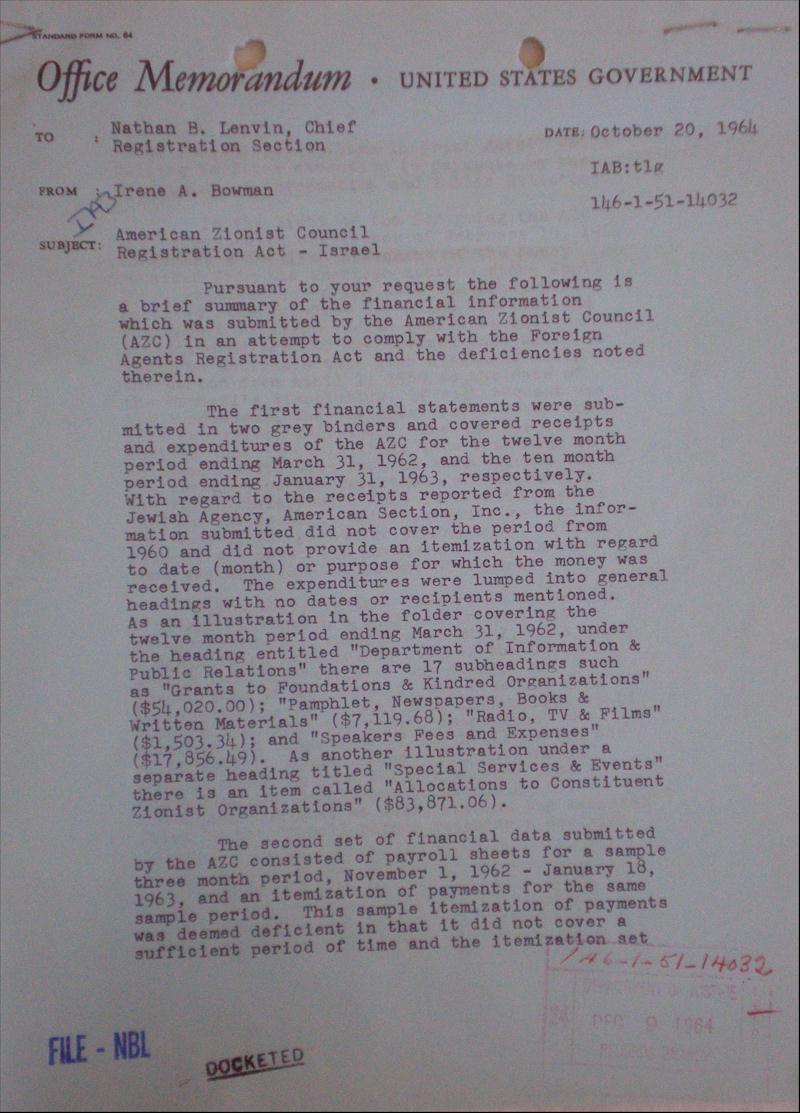 STANDARD FORM NO. 64
Office Memorandum • UNITED STATES GOVERNMENT
TO : Nathan B. Lenvin, Chief
Registration Section
DATE: October 20, 1964
IAB:tlg
146-1-51-14032
FROM : Irene A. Bowman
IAB
SUBJECT: American Zionist Council
Registration Act - Israel
Pursuant to your request the following is
a brief summary of the financial information
which was submitted by the American Zionist Council
(AZC) in an attempt to comply with the Foreign
Agents Registration Act and the deficiencies noted
therein.
The first financial statements were sub-
mitted in two grey binders and covered receipts
and expenditures of the AZC for the twelve month
period ending March 31, 1962, and the ten month
period ending January 31, 1963, respectively.
With regard to the receipts reported from the
Jewish Agency, American Section, Inc., the infor-
mation submitted did not cover the period from
1960 and did not provide an itemization with regard
to date (month) or purpose for which the money was
received. The expenditures were lumped into general
headings with no dates or recipients mentioned.
As an illustration in the folder covering the
twelve month period ending March 31, 1962, under
the heading entitled "Department of Information &
Public Relations" there are 17 subheadings such
as "Grants to Foundations & Kindred Organizations"
($54,020.00); "Pamphlet, Newspapers, Books &
Written Materials" ($7,119.68); "Radio, TV & Films"
($1,503.34); and "Speakers Fees and Expenses"
($17,856.49). As another illustration under a
separate heading titled "Special Services & Events"
there is an item called "Allocations to Constituent
Zionist Organizations" ($83,871.06).
The second set of financial data submitted
by the AZC consisted of payroll sheets for a sample
three month period, November 1, 1962 - January 18,
1963, and an itemization of payments for the same
sample period. This sample itemization of payments
was deemed deficient in that it did not cover a
sufficient period of time and the itemization set
146-1-51-14032
DEPARTMENT OF JUSTICE
24 DEC 9 1964
FILE - NBL
DOCKETED